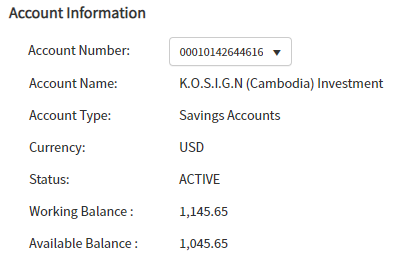 Account Information
Account Number: 00010142644616
Account Name: K.O.S.I.G.N (Cambodia) Investment
Account Type: Savings Accounts
Currency: USD
Status: ACTIVE
Working Balance : 1,145.65
Available Balance : 1,045.65